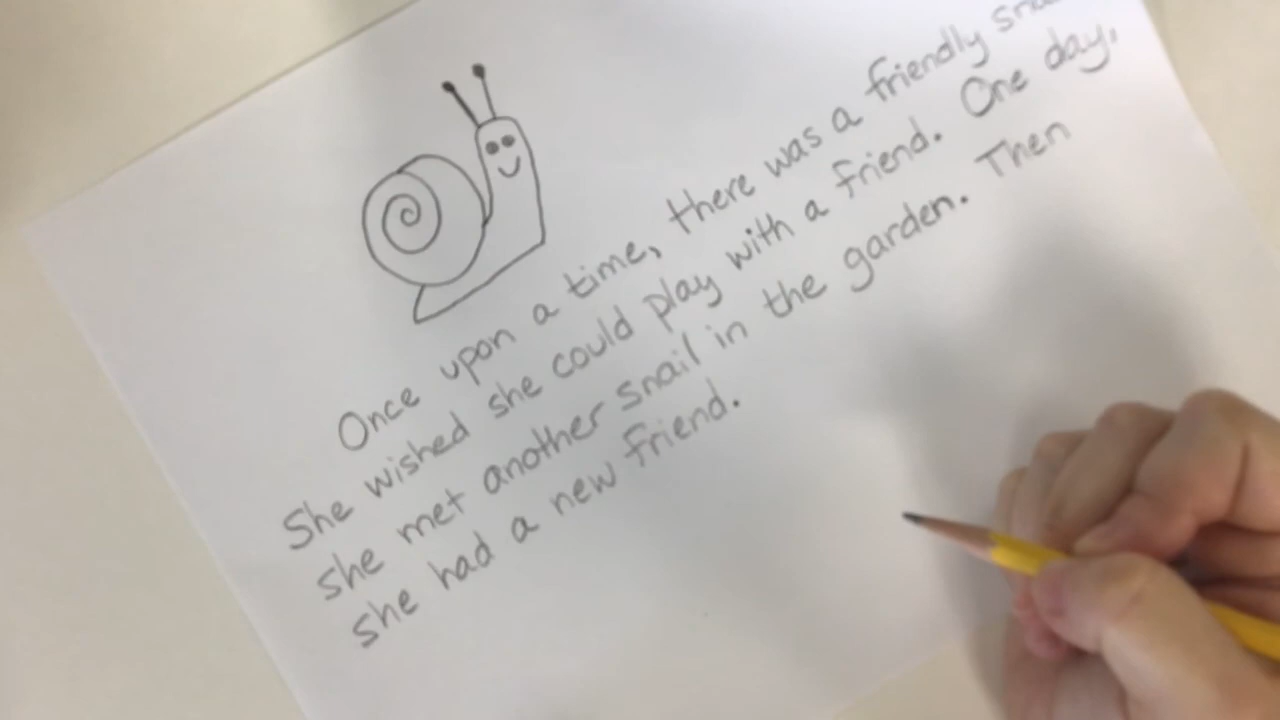 Once upon a time, there was a friendly
She wished she could play with a friend. One day,
she met another snail in the garden. Then
she had a new friend.